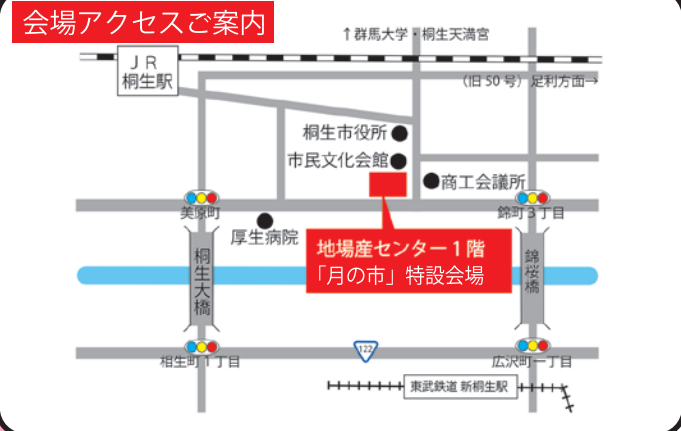 会場アクセスご案内
↑群馬大学・桐生天満宮
JR
桐生駅
(旧50号)足利方面→
桐生市役所
市民文化会館
商工会議所
美原町
錦町3丁目
厚生病院
地場産センター1階
「月の市」特設会場
桐生大橋
錦桜橋
相生町1丁目
122
広沢町一丁目
東武鉄道 新桐生駅